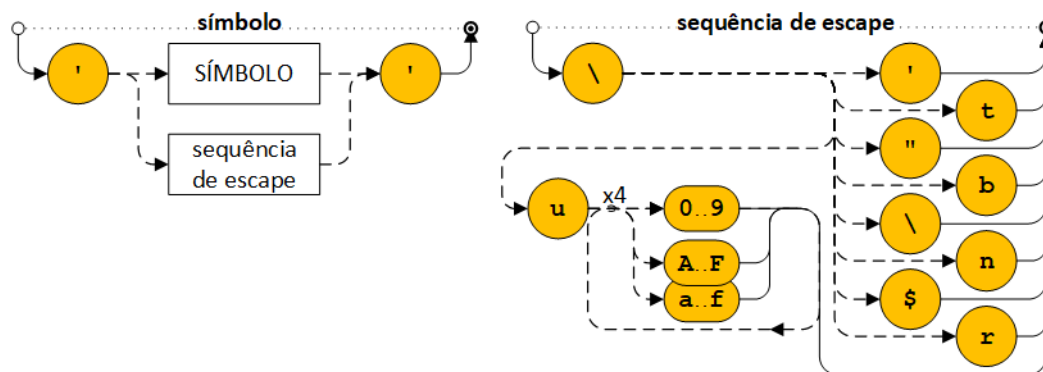 símbolo
' SÍMBOLO '
sequência
de escape
sequência de escape
\ '
t
"
b
u x4 0..9
\
A..F
n
a..f
$
r